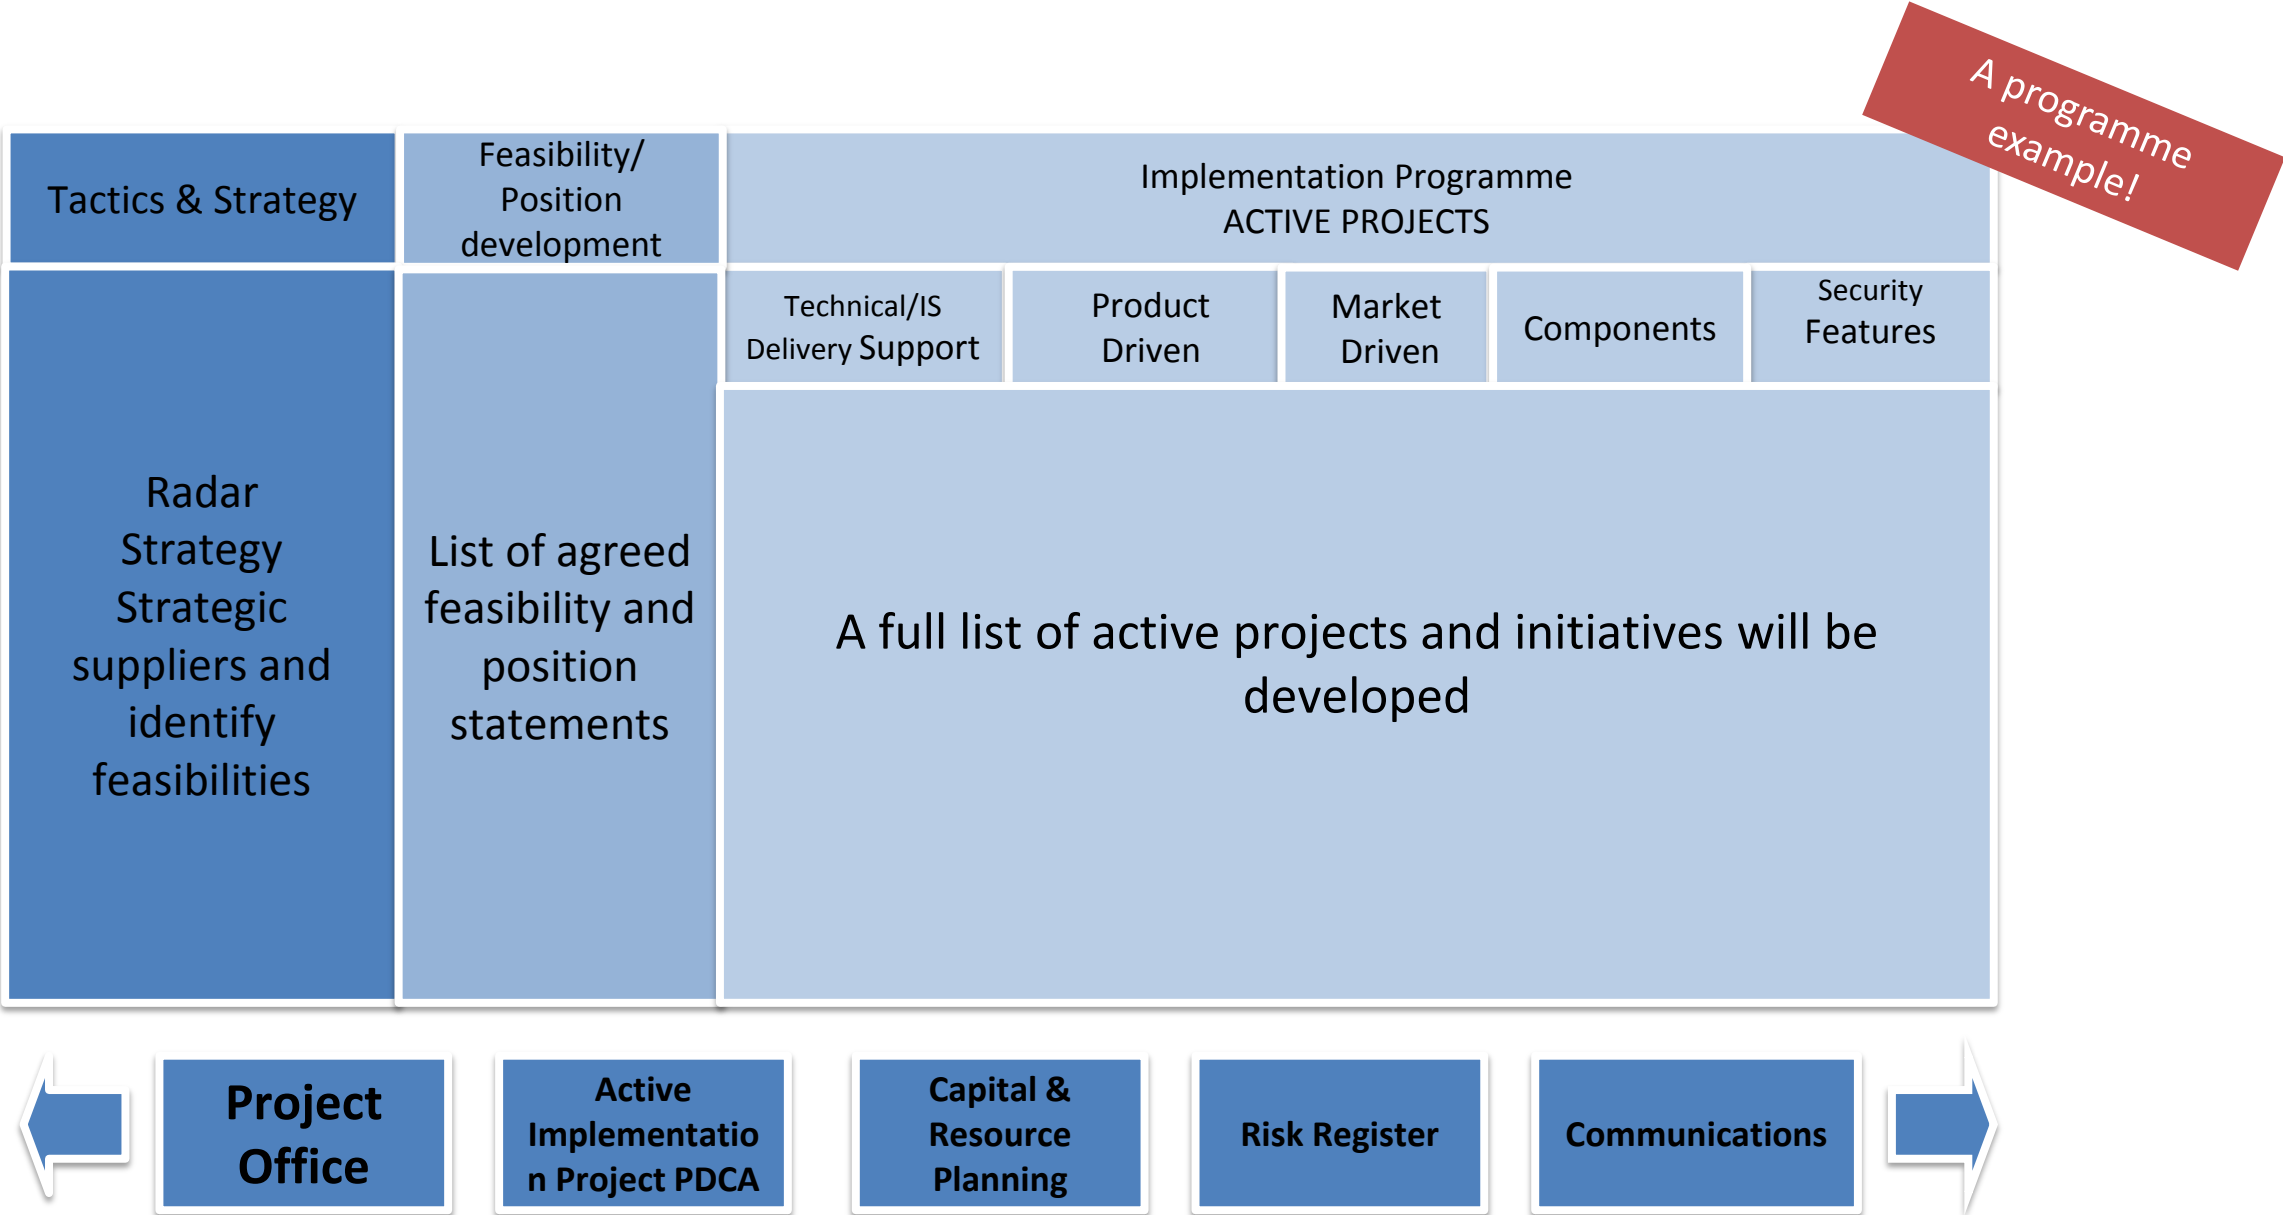 A programme
example!
Tactics & Strategy
Feasibility/
Position
development
Implementation Programme
ACTIVE PROJECTS
Technical/IS
Delivery Support
Product
Driven
Market
Driven
Components
Security
Features
Radar
Strategy
Strategic
suppliers and
identify
feasibilities
List of agreed
feasibility and
position
statements
A full list of active projects and initiatives will be
developed
Project
Office
Active
Implementatio
n Project PDCA
Capital &
Resource
Planning
Risk Register
Communications